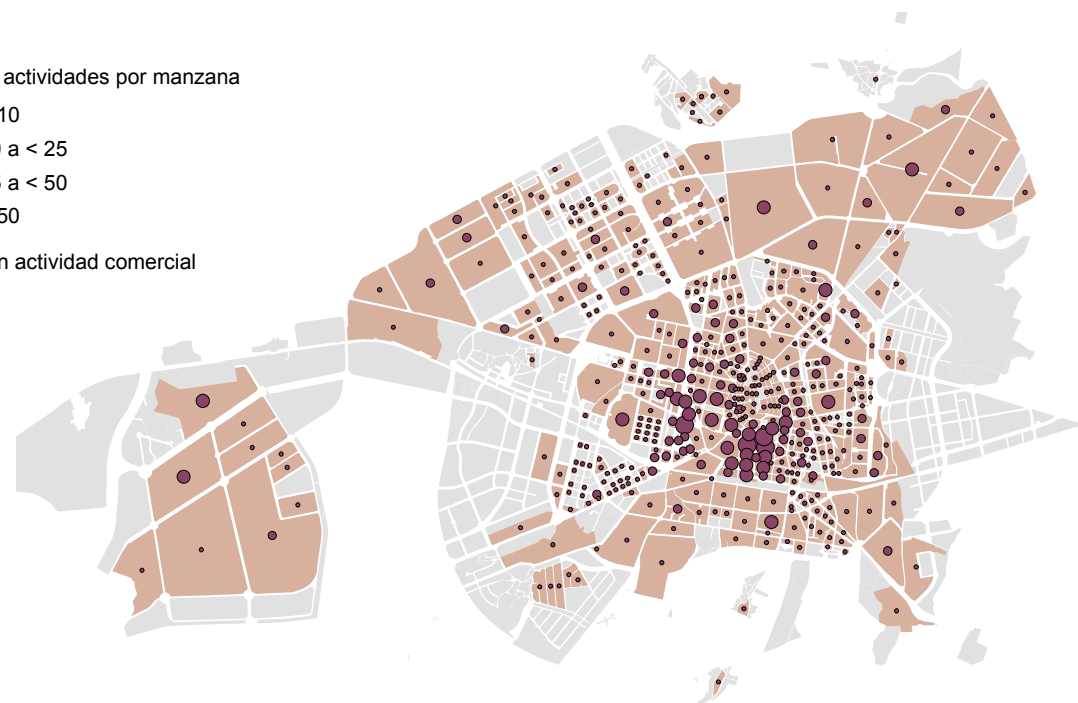 actividades por manzana
10
a < 25
a < 50
50
actividad comercial